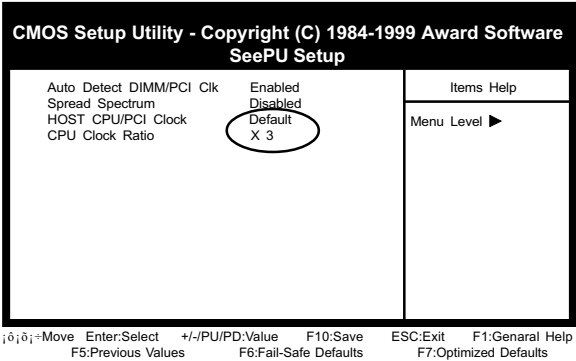 CMOS Setup Utility - Copyright (C) 1984-1999 Award Software
SeePU Setup
Auto Detect DIMM/PCI Clk Enabled
Spread Spectrum Disabled
HOST CPU/PCI Clock Default
CPU Clock Ratio X 3
Items Help
Menu Level ▶
¡ô¡õ¡÷Move Enter:Select +/-/PU/PD:Value F10:Save ESC:Exit F1:Genaral Help
F5:Previous Values F6:Fail-Safe Defaults F7:Optimized Defaults